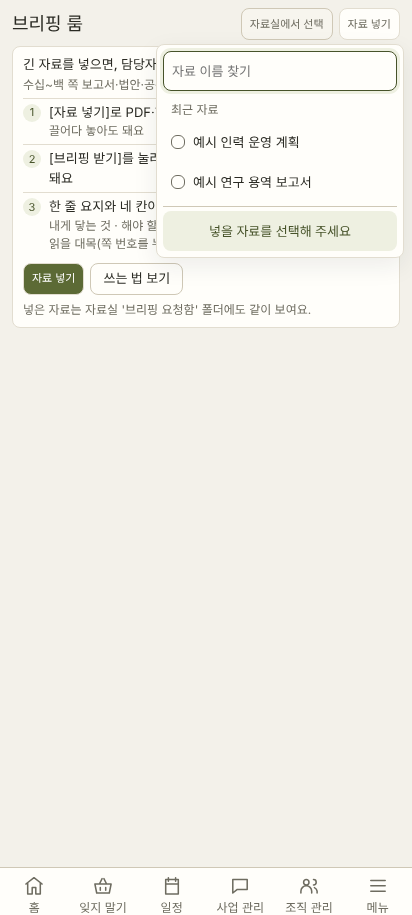 브리핑 룸
자료실에서 선택
자료 넣기
긴 자료를 넣으면, 담당자
수십~백 쪽 보고서·법안·공
1
[자료 넣기]로 PDF·
끌어다 놓아도 돼요
2
[브리핑 받기]를 눌러
돼요
3
한 줄 요지와 네 칸이
내게 닿는 것 · 해야 할
읽을 대목(쪽 번호를
자료 넣기
쓰는 법 보기
넣은 자료는 자료실 '브리핑 요청함' 폴더에도 같이 보여요.
자료 이름 찾기
최근 자료
예시 인력 운영 계획
예시 연구 용역 보고서
넣을 자료를 선택해 주세요
홈
잊지 말기
일정
사업 관리
조직 관리
메뉴